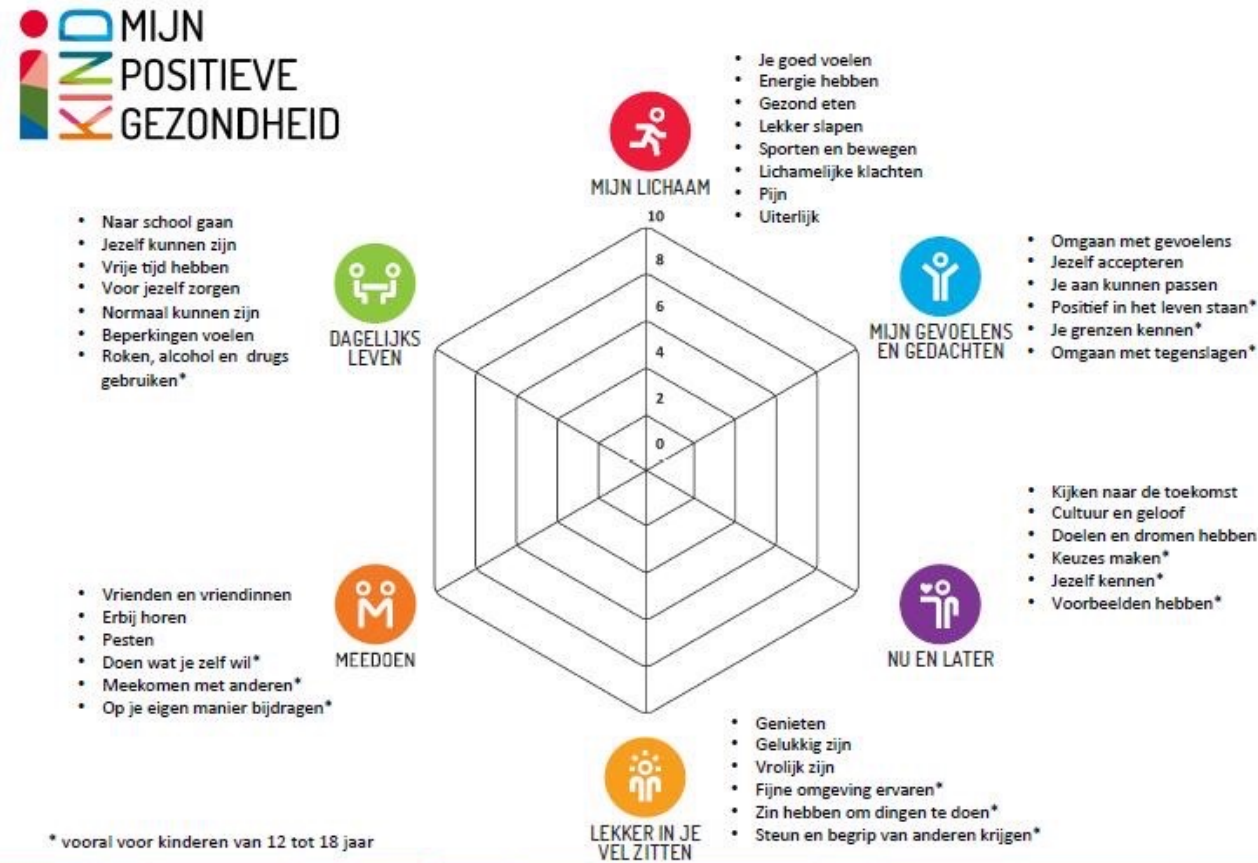 KIND
MIJN
POSITIEVE
GEZONDHEID
MIJN LICHAAM
• Je goed voelen
• Energie hebben
• Gezond eten
• Lekker slapen
• Sporten en bewegen
• Lichamelijke klachten
• Pijn
• Uiterlijk
MIJN GEVOELENS
EN GEDACHTEN
• Omgaan met gevoelens
• Jezelf accepteren
• Je aan kunnen passen
• Positief in het leven staan*
• Je grenzen kennen*
• Omgaan met tegenslagen*
NU EN LATER
• Kijken naar de toekomst
• Cultuur en geloof
• Doelen en dromen hebben
• Keuzes maken*
• Jezelf kennen*
• Voorbeelden hebben*
LEKKER IN JE
VEL ZITTEN
• Genieten
• Gelukkig zijn
• Vrolijk zijn
• Fijne omgeving ervaren*
• Zin hebben om dingen te doen*
• Steun en begrip van anderen krijgen*
MEEDOEN
• Vrienden en vriendinnen
• Erbij horen
• Pesten
• Doen wat je zelf wil*
• Meekomen met anderen*
• Op je eigen manier bijdragen*
DAGELIJKS
LEVEN
• Naar school gaan
• Jezelf kunnen zijn
• Vrije tijd hebben
• Voor jezelf zorgen
• Normaal kunnen zijn
• Beperkingen voelen
• Roken, alcohol en drugs
gebruiken*
10
8
6
4
2
0
* vooral voor kinderen van 12 tot 18 jaar